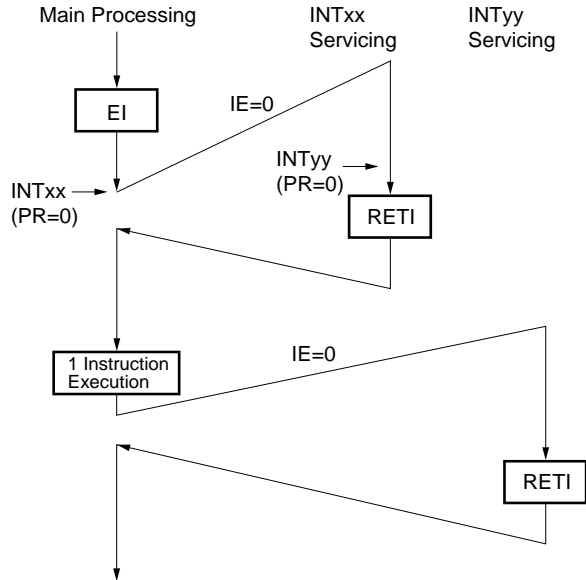 Main Processing
INTxx
Servicing
INTyy
Servicing
EI
IE=0
INTyy
(PR=0)
INTxx
(PR=0)
RETI
1 Instruction
Execution
IE=0
RETI